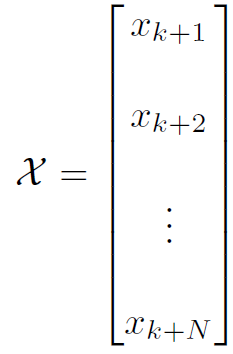 𝒳 =
x_{k+1}
x_{k+2}
⋮
x_{k+N}